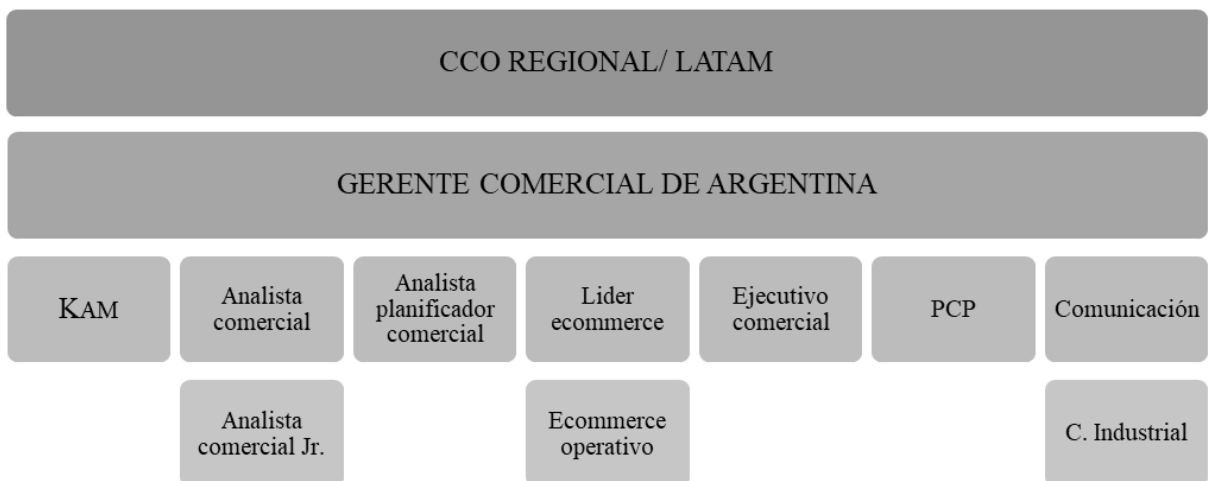 CCO REGIONAL/ LATAM
GERENTE COMERCIAL DE ARGENTINA
KAM
Analista
comercial
Analista
planificador
comercial
Lider
ecommerce
Ejecutivo
comercial
PCP
Comunicación
Analista
comercial Jr.
Ecommerce
operativo
C. Industrial